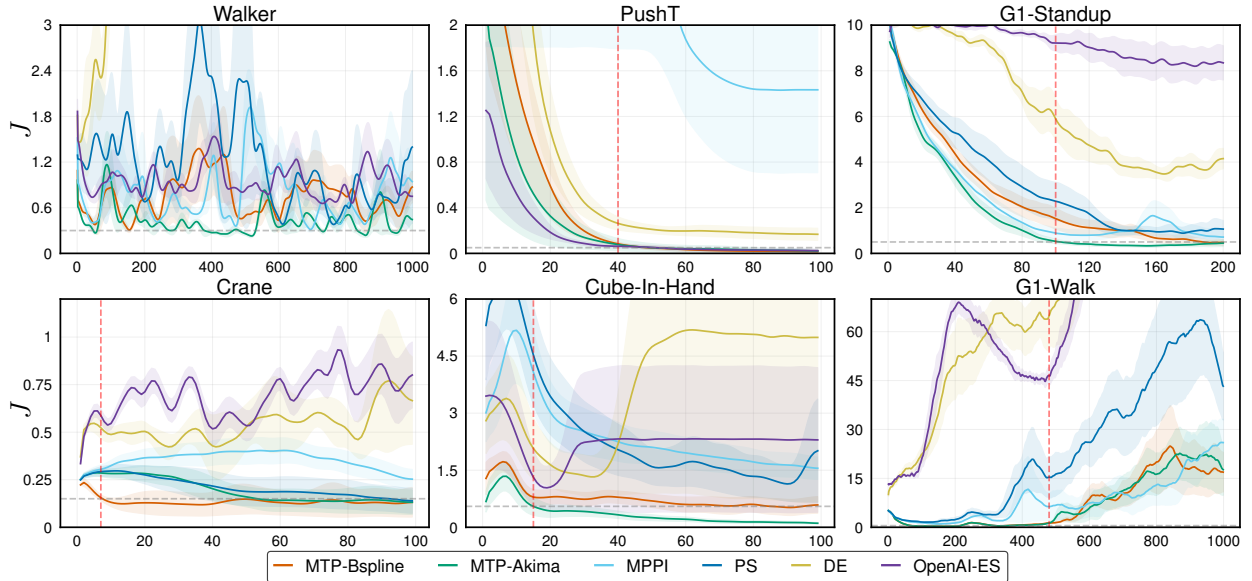 Walker
PushT
G1-Standup
J
3
2.4
1.8
1.2
0.6
0
0 200 400 600 800 1000
2
1.6
1.2
0.8
0.4
0
0 20 40 60 80 100
10
8
6
4
2
0
0 40 80 120 160 200
Crane
Cube-In-Hand
G1-Walk
J
1
0.75
0.5
0.25
0
0 20 40 60 80 100
6
4.5
3
1.5
0
0 20 40 60 80 100
60
45
30
15
0
0 200 400 600 800 1000
MTP-Bspline MTP-Akima MPPI PS DE OpenAI-ES